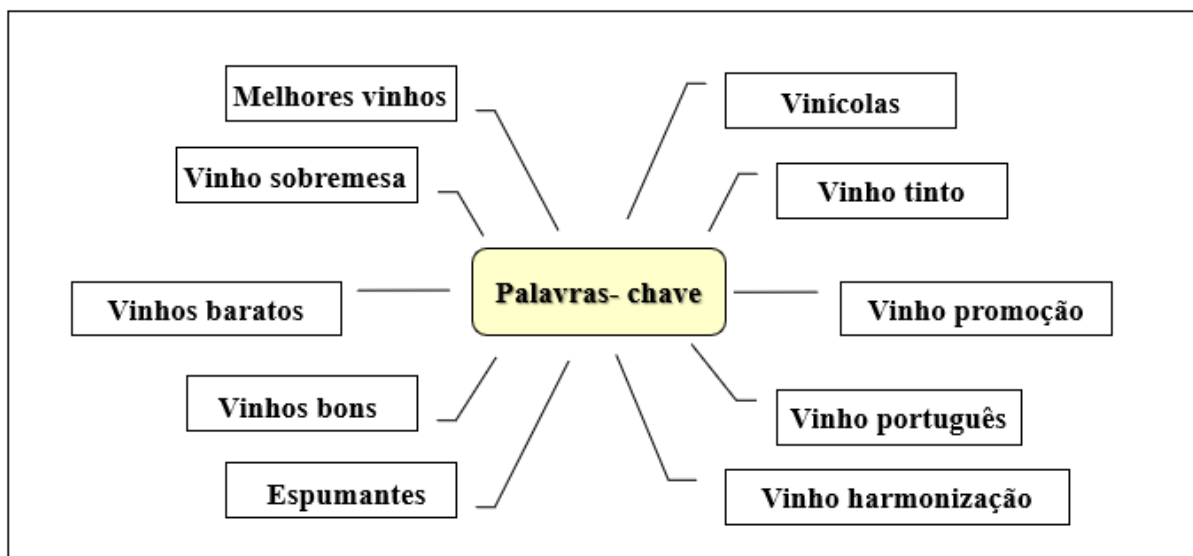 Melhores vinhos
Vinícolas
Vinho sobremesa
Vinho tinto
Palavras- chave
Vinhos baratos
Vinho promoção
Vinhos bons
Vinho português
Espumantes
Vinho harmonização